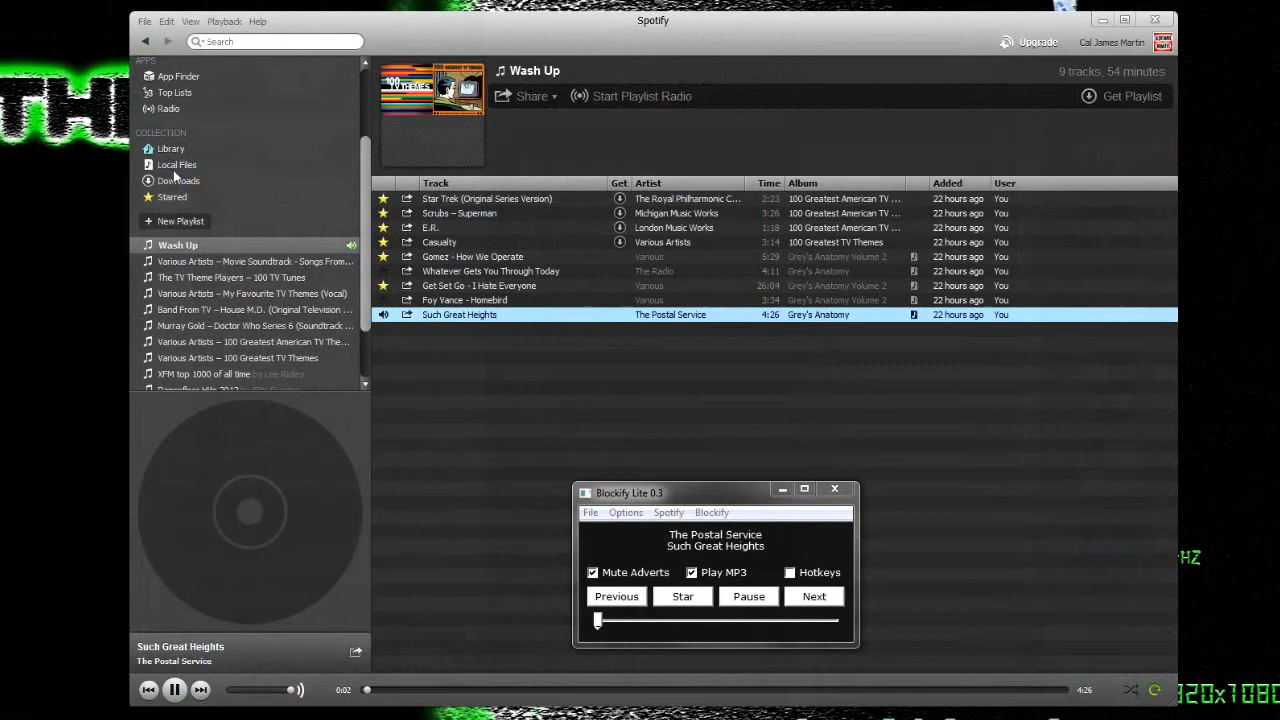 Spotify
File Edit View Playback Help
Search
Upgrade
Cal James Martin
APPS
App Finder
Top Lists
Radio
COLLECTION
Library
Local Files
Downloads
Starred
+ New Playlist
Wash Up
Various Artists – Movie Soundtrack - Songs From...
The TV Theme Players – 100 TV Tunes
Various Artists – My Favourite TV Themes (Vocal)
Band From TV – House M.D. (Original Television ...
Murray Gold – Doctor Who Series 6 (Soundtrack ...
Various Artists – 100 Greatest American TV The...
Various Artists – 100 Greatest TV Themes
XFM top 1000 of all time by Lee Ridley
100 TV THEMES
Wash Up
9 tracks, 54 minutes
Share
Start Playlist Radio
Get Playlist
Track Get Artist Time Album Added User
Star Trek (Original Series Version) The Royal Philharmonic C... 2:23 100 Greatest American TV ... 22 hours ago You
Scrubs – Superman Michigan Music Works 3:26 100 Greatest American TV ... 22 hours ago You
E.R. London Music Works 1:18 100 Greatest American TV ... 22 hours ago You
Casualty Various Artists 3:14 100 Greatest TV Themes 22 hours ago You
Gomez - How We Operate Various 5:29 Grey's Anatomy Volume 2 22 hours ago You
Whatever Gets You Through Today The Radio 4:11 Grey's Anatomy 22 hours ago You
Get Set Go - I Hate Everyone Various 26:04 Grey's Anatomy Volume 2 22 hours ago You
Foy Vance - Homebird Various 3:34 Grey's Anatomy Volume 2 22 hours ago You
Such Great Heights The Postal Service 4:26 Grey's Anatomy 22 hours ago You
Blockify Lite 0.3
File Options Spotify Blockify
The Postal Service
Such Great Heights
Mute Adverts Play MP3 Hotkeys
Previous Star Pause Next
Such Great Heights
The Postal Service
0:02
4:26
HZ
920x1080